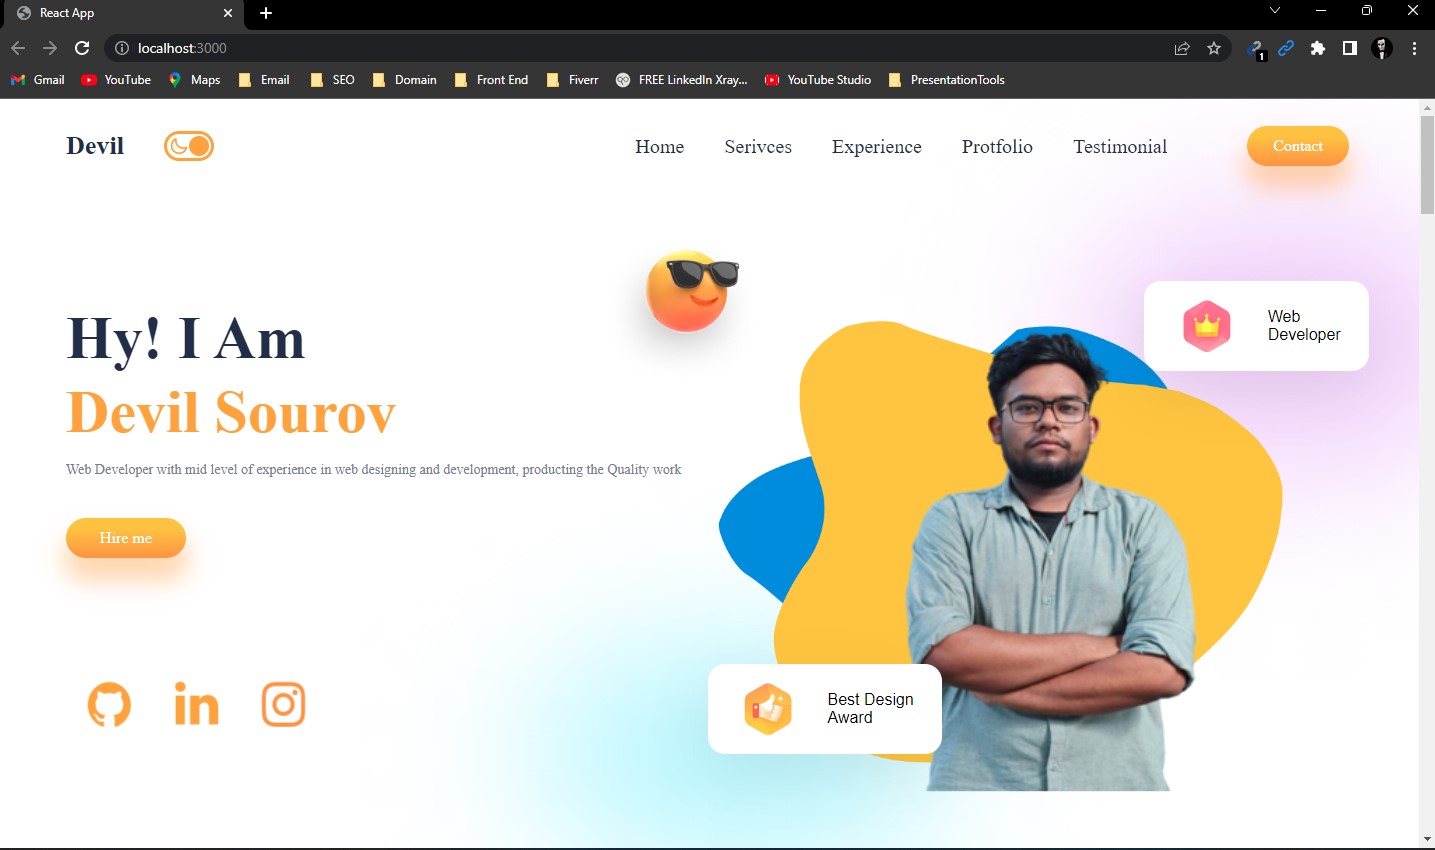 React App
localhost:3000
1
Gmail YouTube Maps Email SEO Domain Front End Fiverr FREE LinkedIn Xray... YouTube Studio PresentationTools
Devil Home Serivces Experience Protfolio Testimonial Contact
Web
Developer
Hy! I Am
Devil Sourov
Web Developer with mid level of experience in web designing and development, producting the Quality work
Hire me
in
Best Design
Award